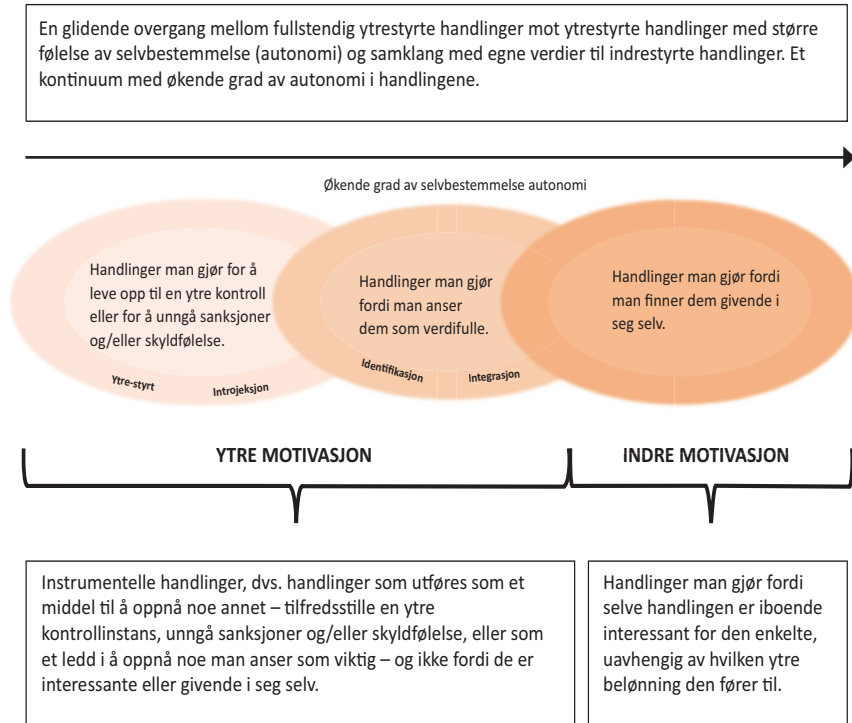 En glidende overgang mellom fullstendig ytrestyrte handlinger mot ytrestyrte handlinger med større
følelse av selvbestemmelse (autonomi) og samklang med egne verdier til indrestyrte handlinger. Et
kontinuum med økende grad av autonomi i handlingene.
Økende grad av selvbestemmelse autonomi
Handlinger man gjør for å
leve opp til en ytre kontroll
eller for å unngå sanksjoner
og/eller skyldfølelse.
Ytre-styrt
Introjeksjon
Handlinger man gjør
fordi man anser
dem som verdifulle.
Identifikasjon
Integrasjon
Handlinger man gjør fordi
man finner dem givende i
seg selv.
YTRE MOTIVASJON
INDRE MOTIVASJON
Instrumentelle handlinger, dvs. handlinger som utføres som et
middel til å oppnå noe annet – tilfredsstille en ytre
kontrollinstans, unngå sanksjoner og/eller skyldfølelse, eller som
et ledd i å oppnå noe man anser som viktig – og ikke fordi de er
interessante eller givende i seg selv.
Handlinger man gjør fordi
selve handlingen er iboende
interessant for den enkelte,
uavhengig av hvilken ytre
belønning den fører til.